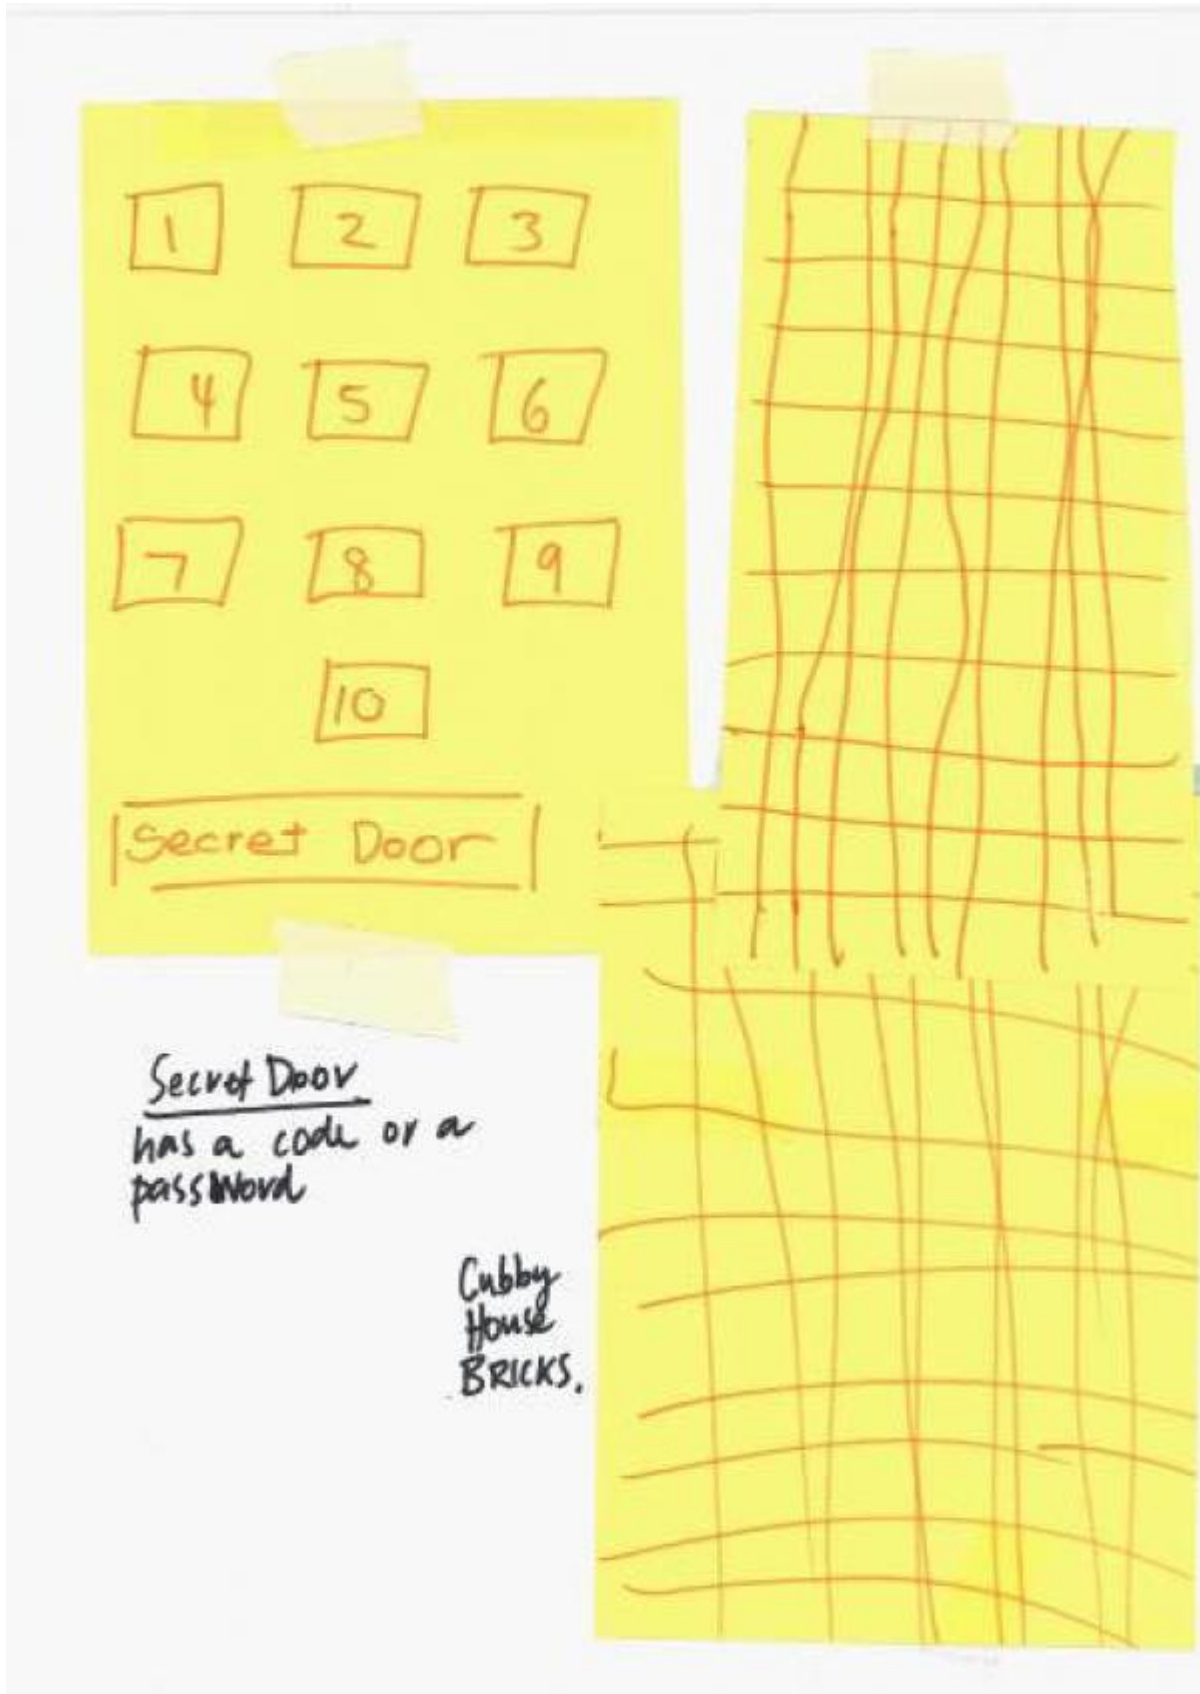 1 2 3
4 5 6
7 8 9
10
Secret Door
Secret Door
has a code or a
password
Cubby
House
BRICKS.